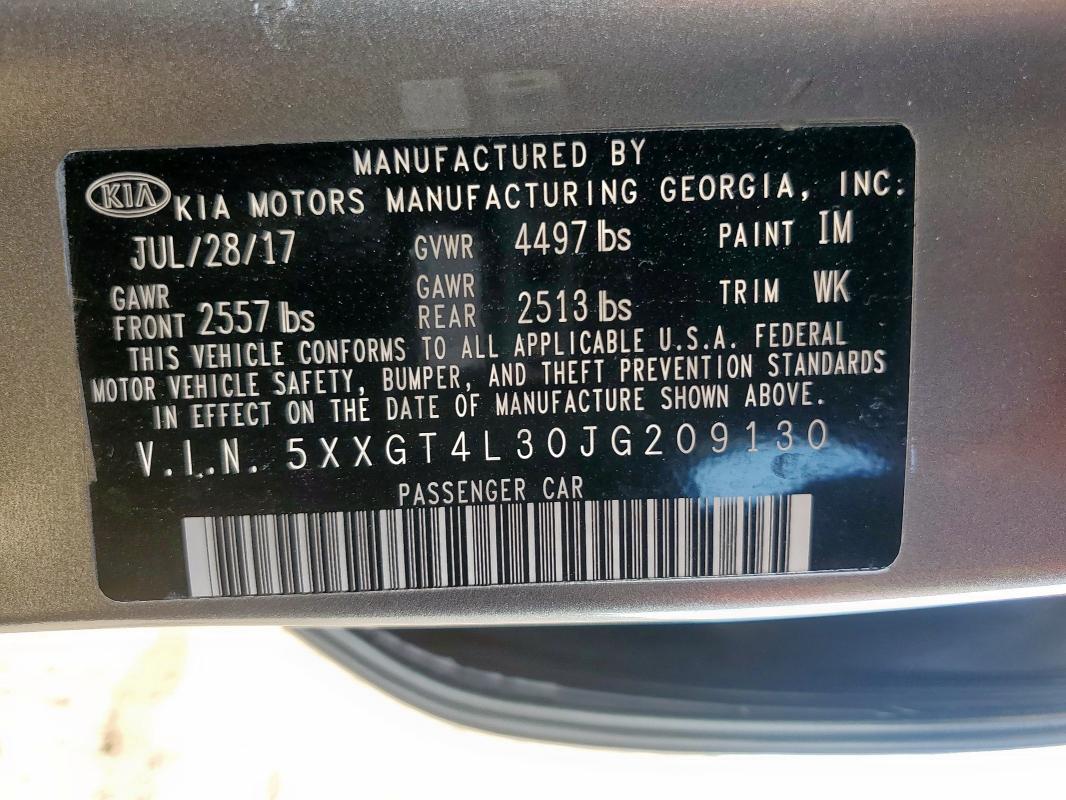 MANUFACTURED BY
KIA KIA MOTORS MANUFACTURING GEORGIA, INC.
JUL/28/17 GVWR 4497 lbs PAINT IM
GAWR FRONT 2557 lbs GAWR REAR 2513 lbs TRIM WK
THIS VEHICLE CONFORMS TO ALL APPLICABLE U.S.A. FEDERAL
MOTOR VEHICLE SAFETY, BUMPER, AND THEFT PREVENTION STANDARDS
IN EFFECT ON THE DATE OF MANUFACTURE SHOWN ABOVE.
V.I.N. 5XXGT4L30JG209130
PASSENGER CAR